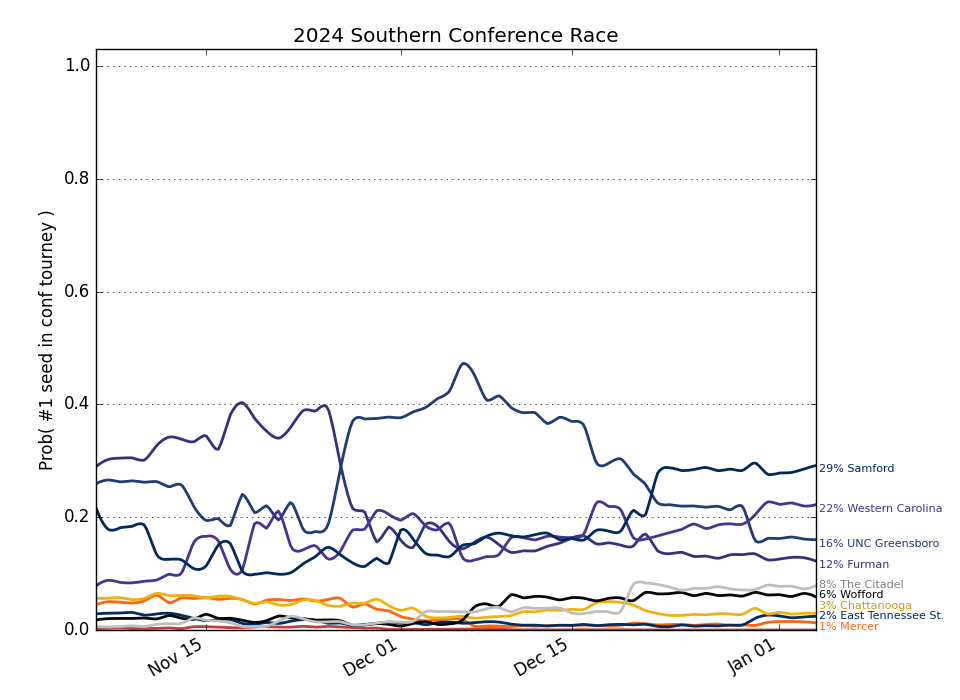 2024 Southern Conference Race
Prob( #1 seed in conf tourney )
1.0
0.8
0.6
0.4
0.2
0.0
Nov 15
Dec 01
Dec 15
Jan 01
29% Samford
22% Western Carolina
16% UNC Greensboro
12% Furman
8% The Citadel
6% Wofford
3% Chattanooga
2% East Tennessee St.
1% Mercer